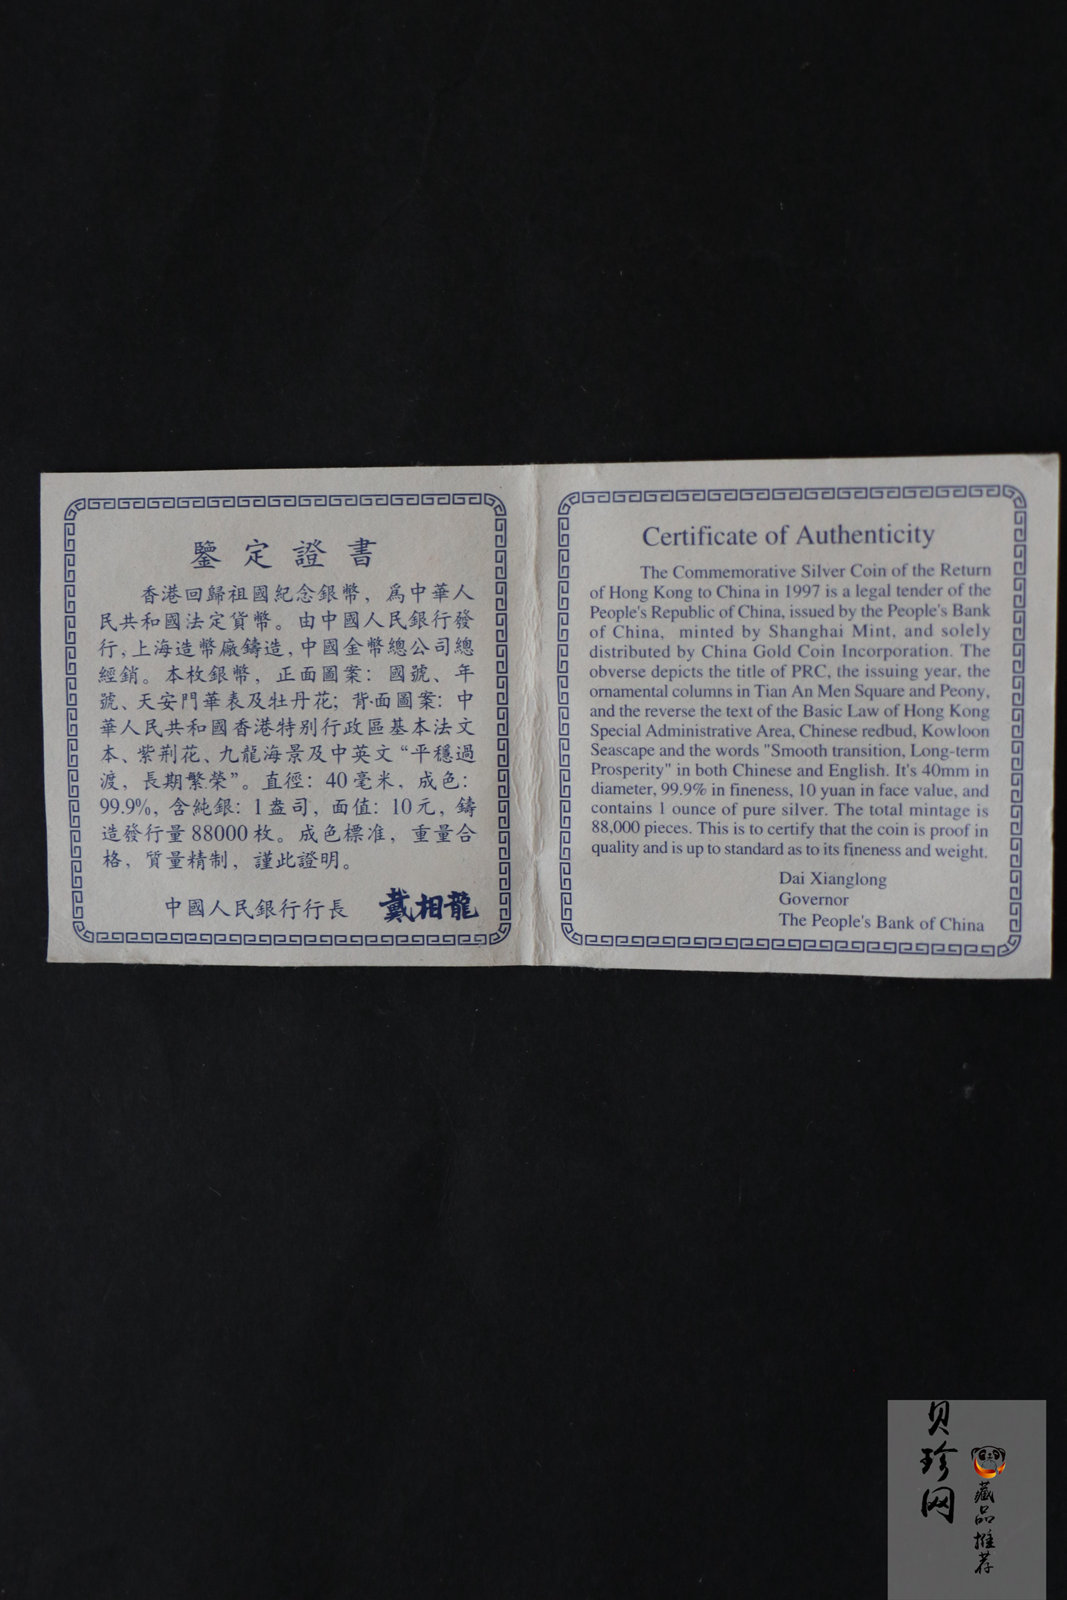 鑒定證書
香港回歸祖國紀念銀幣，爲中華人
民共和國法定貨幣。由中國人民銀行發
行，上海造幣廠鑄造，中國金幣總公司總
經銷。本枚銀幣，正面圖案：國號、年
號、天安門華表及牡丹花；背面圖案：中
華人民共和國香港特别行政區基本法文
本、紫荆花、九龍海景及中英文“平穩過
渡，長期繁榮”。直徑：40毫米，成色：
99.9%，含純銀：1盎司，面值：10元，鑄
造發行量88000枚。成色標准，重量合
格，質量精制，謹此證明。
中國人民銀行行長 戴相龍
Certificate of Authenticity
The Commemorative Silver Coin of the Return
of Hong Kong to China in 1997 is a legal tender of the
People's Republic of China, issued by the People's Bank
of China, minted by Shanghai Mint, and solely
distributed by China Gold Coin Incorporation. The
obverse depicts the title of PRC, the issuing year, the
ornamental columns in Tian An Men Square and Peony,
and the reverse the text of the Basic Law of Hong Kong
Special Administrative Area, Chinese redbud, Kowloon
Seascape and the words "Smooth transition, Long-term
Prosperity" in both Chinese and English. It's 40mm in
diameter, 99.9% in fineness, 10 yuan in face value, and
contains 1 ounce of pure silver. The total mintage is
88,000 pieces. This is to certify that the coin is proof in
quality and is up to standard as to its fineness and weight.
Dai Xianglong
Governor
The People's Bank of China
贝珍网
藏品推荐